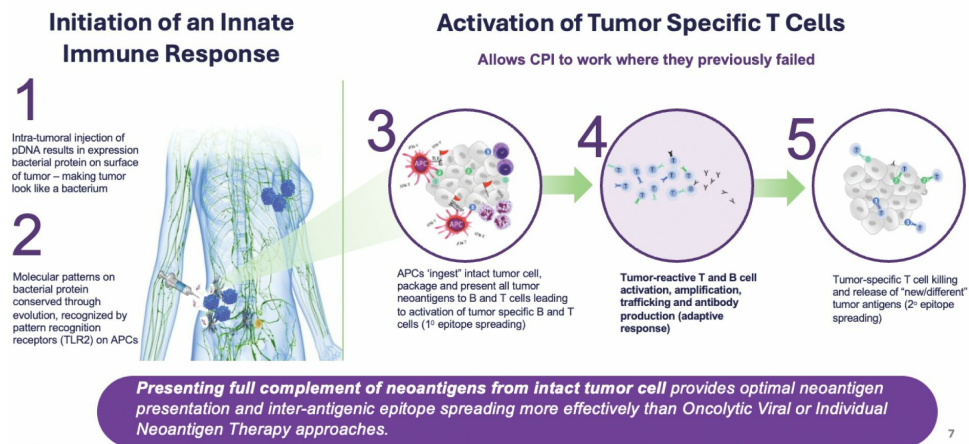 Initiation of an Innate
Immune Response
1
Intra-tumoral injection of
pDNA results in expression
bacterial protein on surface
of tumor – making tumor
look like a bacterium
2
Molecular patterns on
bacterial protein
conserved through
evolution, recognized by
pattern recognition
receptors (TLR2) on APCs
Activation of Tumor Specific T Cells
Allows CPI to work where they previously failed
3
APC
APC
APCs 'ingest" intact tumor cell,
package and present all tumor
neoantigens to B and T cells leading
to activation of tumor specific B and T
cells (1⁰ epitope spreading)
4
Tumor-reactive T and B cell
activation, amplification,
trafficking and antibody
production (adaptive
response)
5
Tumor-specific T cell killing
and release of "new/different"
tumor antigens (2⁰ epitope
spreading)
Presenting full complement of neoantigens from intact tumor cell provides optimal neoantigen
presentation and inter-antigenic epitope spreading more effectively than Oncolytic Viral or Individual
Neoantigen Therapy approaches.
7